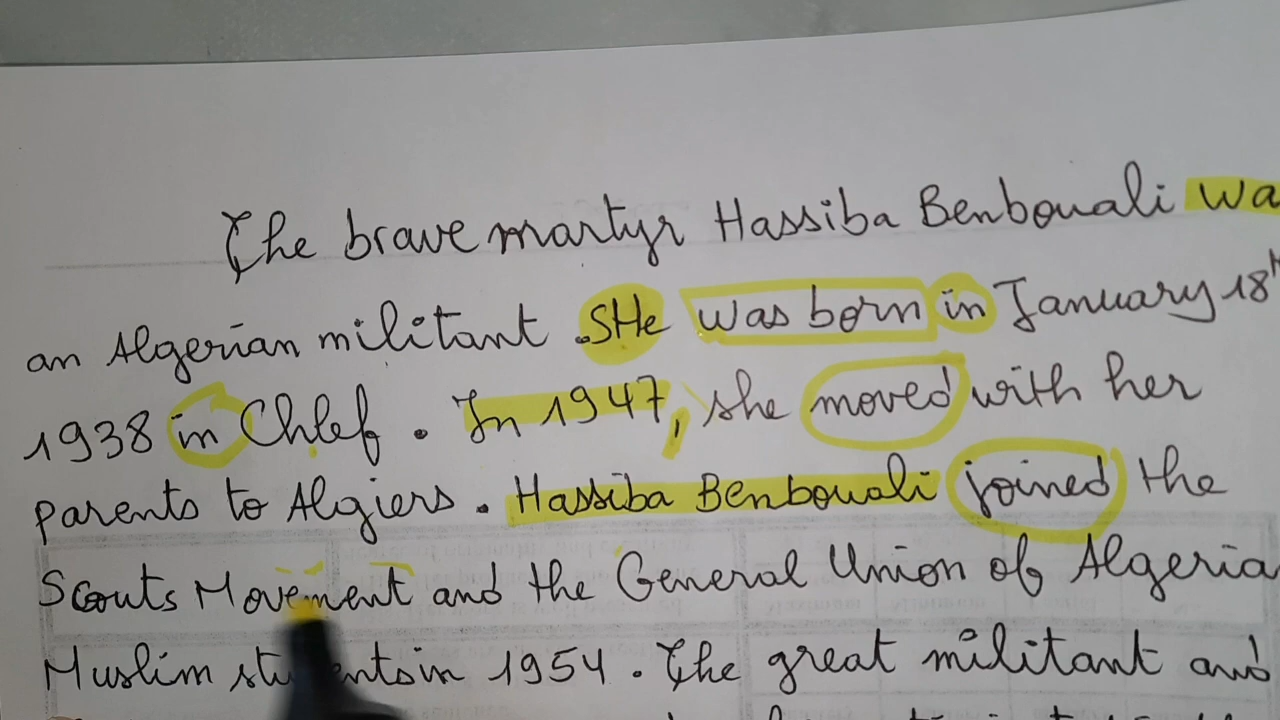 The brave martyr Hassiba Benbouali wa
an Algerian militant . SHe was born in January 18th
1938 in Chlef . In 1947, she moved with her
parents to Algiers . Hassiba Benbouali joined the
Scouts Movement and the General Union of Algeria
Muslim in 1954 . The great militant and